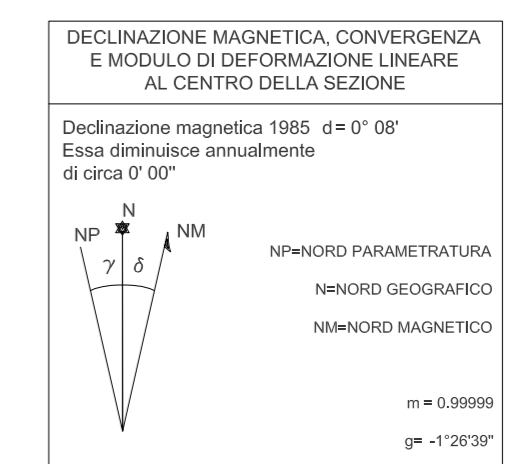 DECLINAZIONE MAGNETICA, CONVERGENZA
E MODULO DI DEFORMAZIONE LINEARE
AL CENTRO DELLA SEZIONE
Declinazione magnetica 1985 d= 0° 08'
Essa diminuisce annualmente
di circa 0' 00"
N
NP
NM
γ
δ
NP=NORD PARAMETRATURA
N=NORD GEOGRAFICO
NM=NORD MAGNETICO
m = 0.99999
g= -1°26'39"